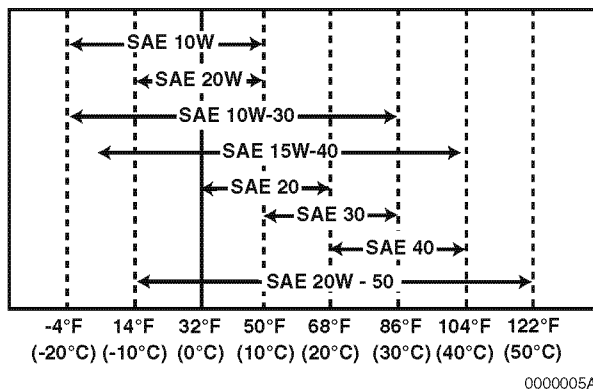 SAE 10W
SAE 20W
SAE 10W-30
SAE 15W-40
SAE 20
SAE 30
SAE 40
SAE 20W - 50
-4°F 14°F 32°F 50°F 68°F 86°F 104°F 122°F
(-20°C) (-10°C) (0°C) (10°C) (20°C) (30°C) (40°C) (50°C)
0000005A